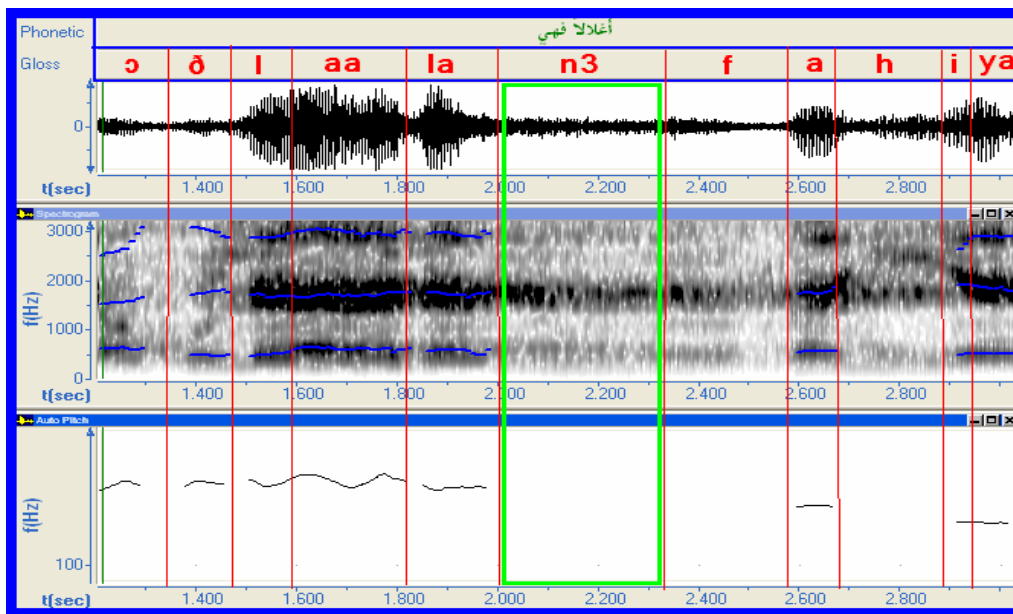 Phonetic أغلالاً فهي
Gloss ɔ ð l aa la n3 f a h i ya
0
t(sec) 1.400 1.600 1.800 2.000 2.200 2.400 2.600 2.800
Spectrogram
3000
2000
1000
0
f(Hz)
t(sec) 1.400 1.600 1.800 2.000 2.200 2.400 2.600 2.800
Auto Pitch
f(Hz)
100
t(sec) 1.400 1.600 1.800 2.000 2.200 2.400 2.600 2.800